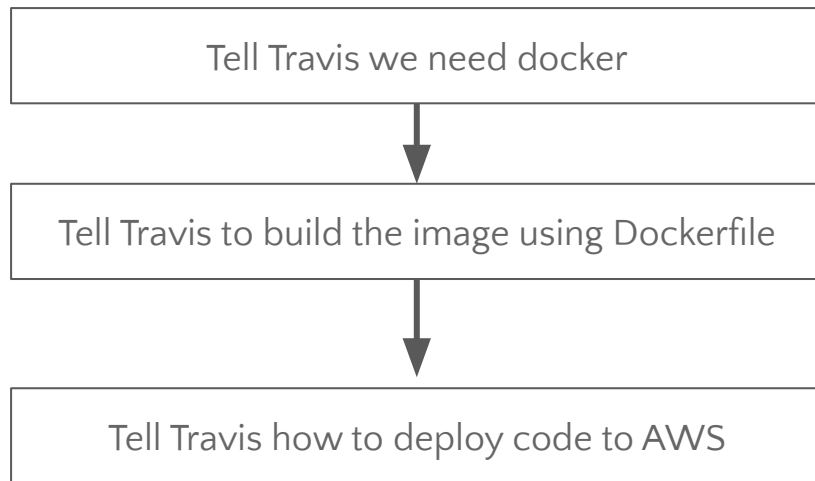 Tell Travis we need docker
Tell Travis to build the image using Dockerfile
Tell Travis how to deploy code to AWS